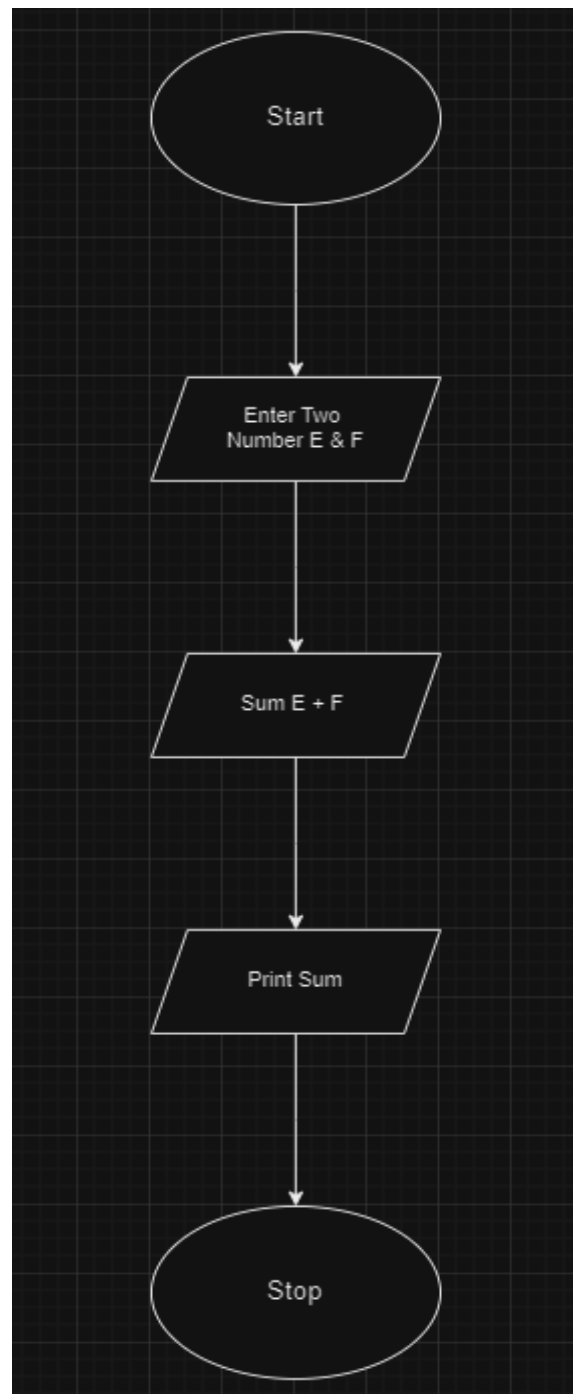 Start
Enter Two
Number E & F
Sum E + F
Print Sum
Stop